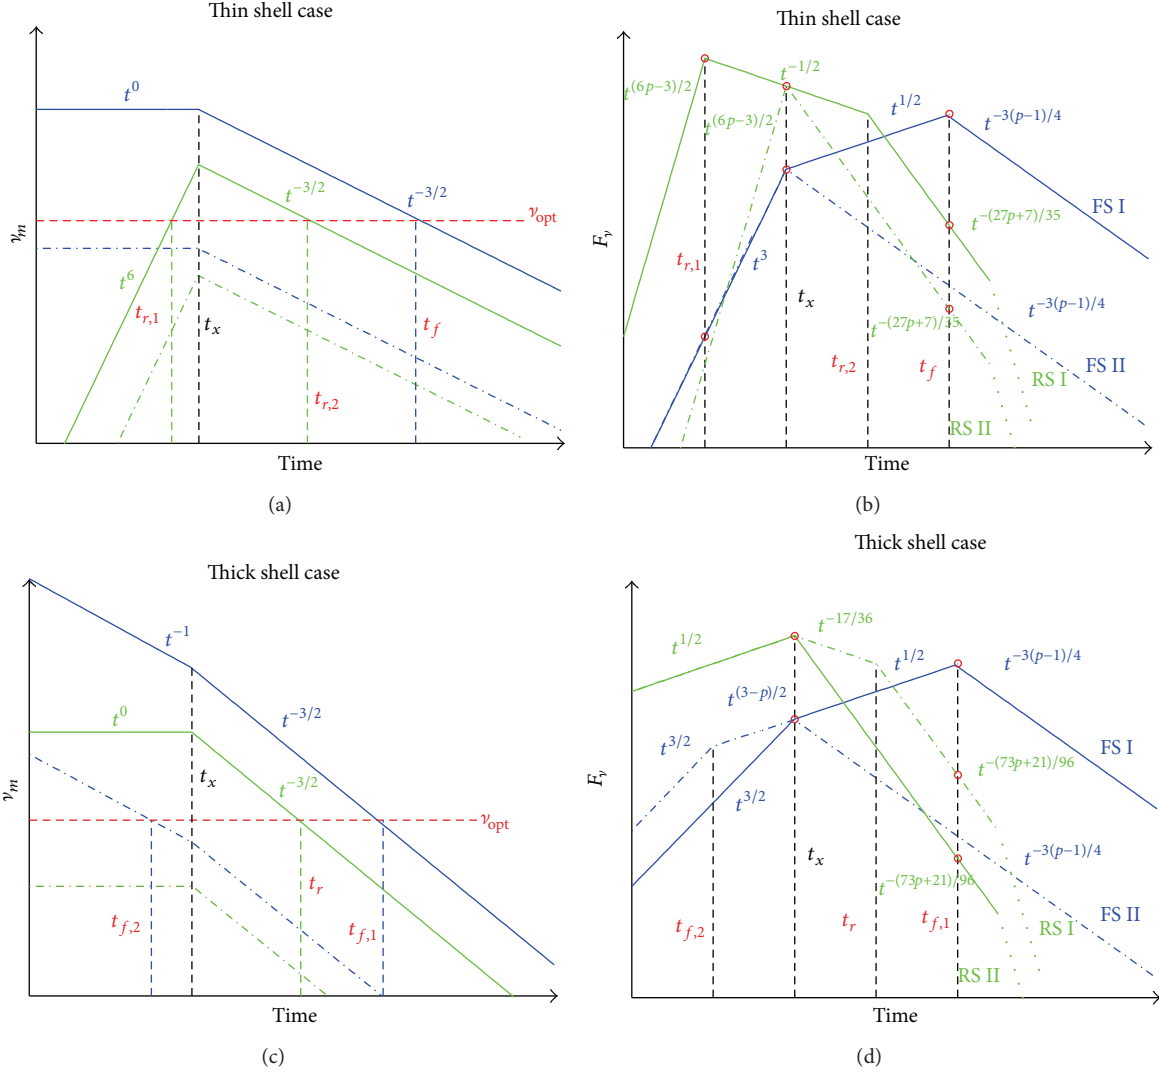 Thin shell case
t^0
t^{-3/2}
t^{-3/2}
ν_opt
ν_m
t^6
t_{r,1}
t_x
t_f
t_{r,2}
Time
(a)
Thin shell case
t^{(6p−3)/2}
t^{−1/2}
t^{(6p−3)/2}
t^{1/2}
t^{−3(p−1)/4}
FS I
F_ν
t^{−(27p+7)/35}
t_{r,1}
t^3
t_x
t^{−(27p+7)/35}
t^{−3(p−1)/4}
t_{r,2}
t_f
FS II
RS I
RS II
Time
(b)
Thick shell case
t^{−1}
t^0
t^{−3/2}
t_x
t^{−3/2}
ν_m
ν_opt
t_r
t_{f,2}
t_{f,1}
Time
(c)
Thick shell case
t^{−17/36}
t^{1/2}
t^{1/2}
t^{−3(p−1)/4}
t^{(3−p)/2}
t^{3/2}
FS I
F_ν
t^{−(73p+21)/96}
t^{3/2}
t_x
t^{−3(p−1)/4}
t^{−(73p+21)/96}
t_{f,2}
t_r
t_{f,1}
FS II
RS I
RS II
Time
(d)